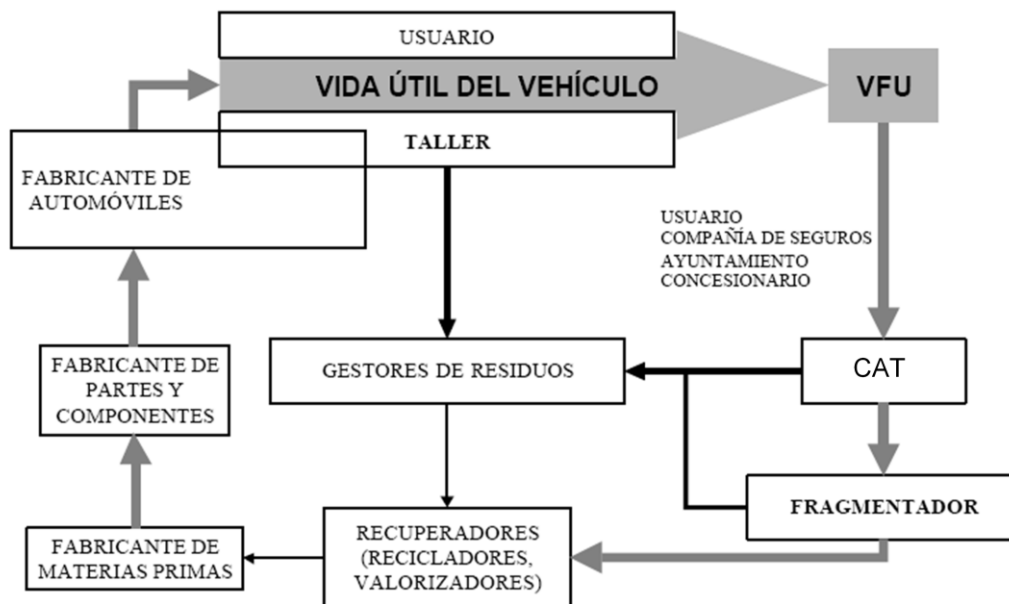 USUARIO
VIDA ÚTIL DEL VEHÍCULO
VFU
TALLER
FABRICANTE DE
AUTOMÓVILES
USUARIO
COMPAÑÍA DE SEGUROS
AYUNTAMIENTO
CONCESIONARIO
FABRICANTE DE
PARTES Y
COMPONENTES
GESTORES DE RESIDUOS
CAT
FRAGMENTADOR
FABRICANTE DE
MATERIAS PRIMAS
RECUPERADORES
(RECICLADORES,
VALORIZADORES)